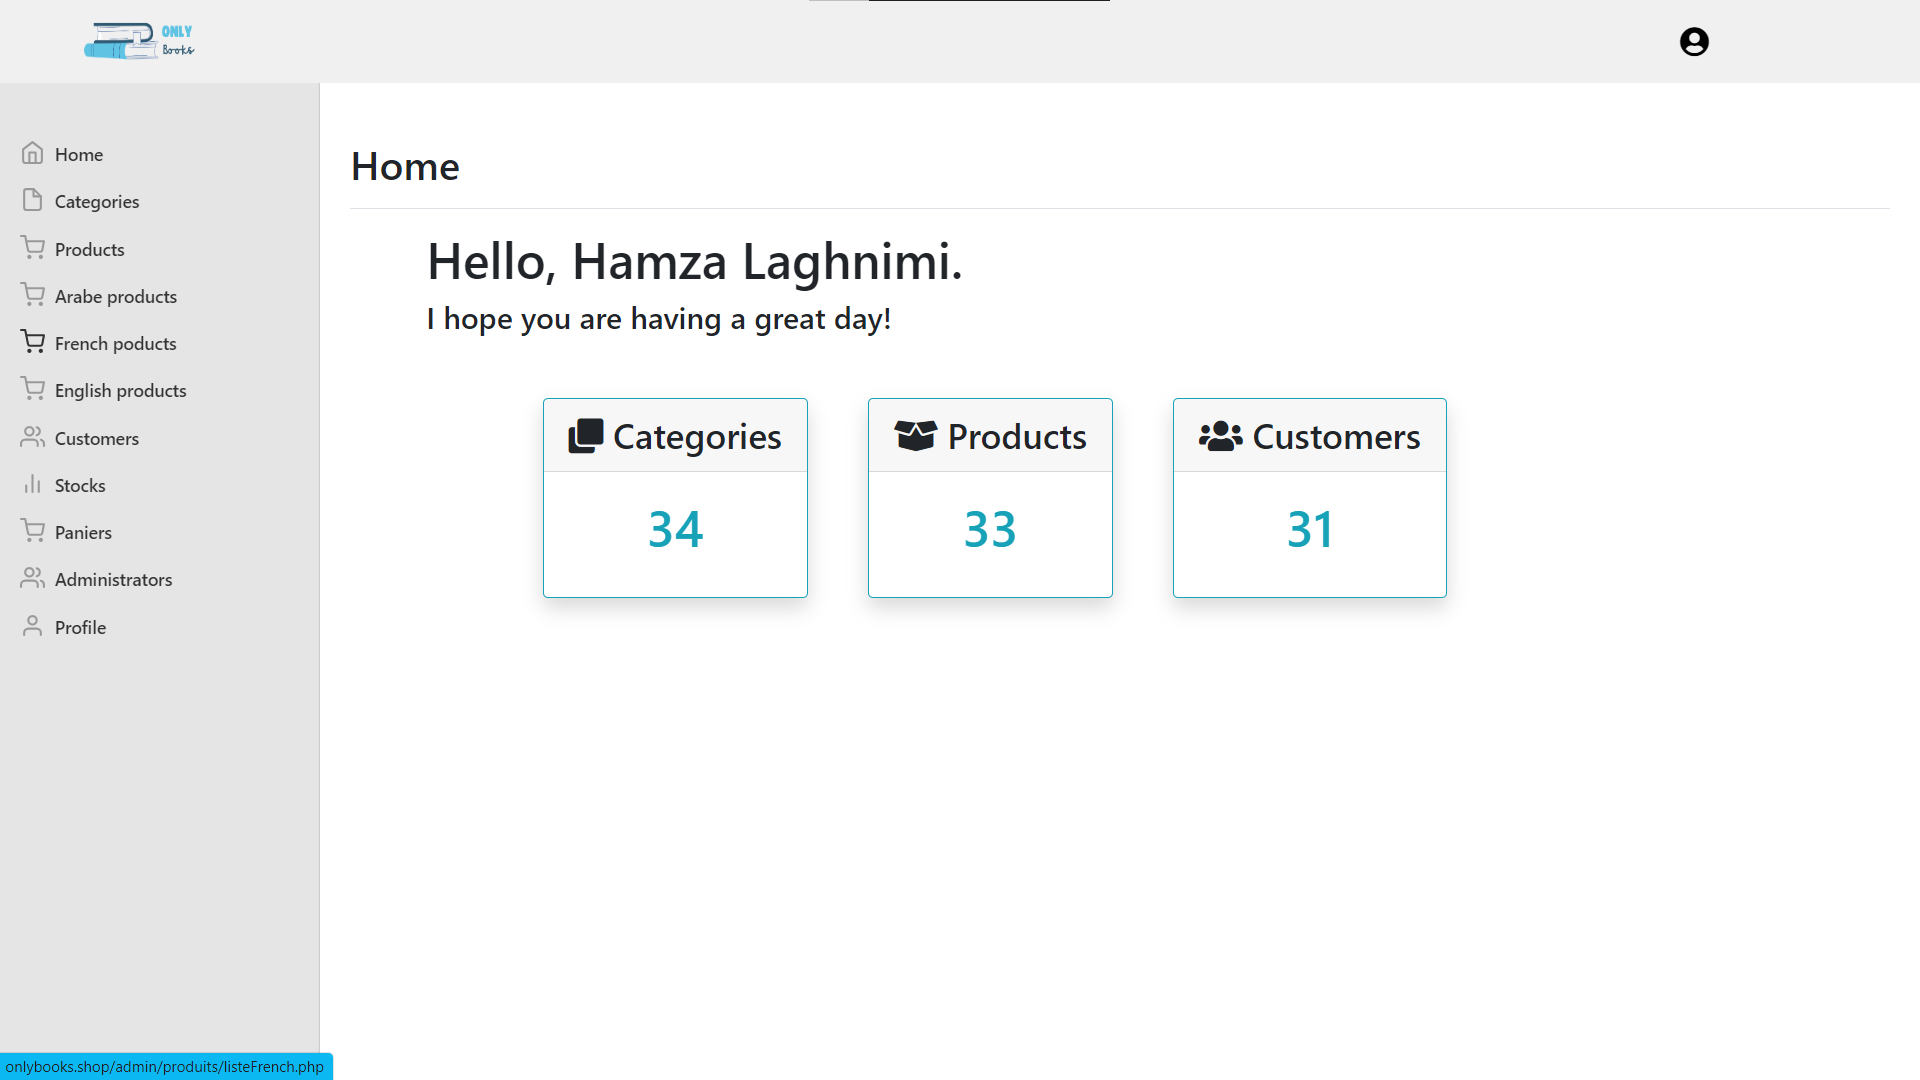 ONLY
Books
Home
Categories
Products
Arabe products
French poducts
English products
Customers
Stocks
Paniers
Administrators
Profile
Home
Hello, Hamza Laghnimi.
I hope you are having a great day!
Categories
34
Products
33
Customers
31
onlybooks.shop/admin/produits/listeFrench.php